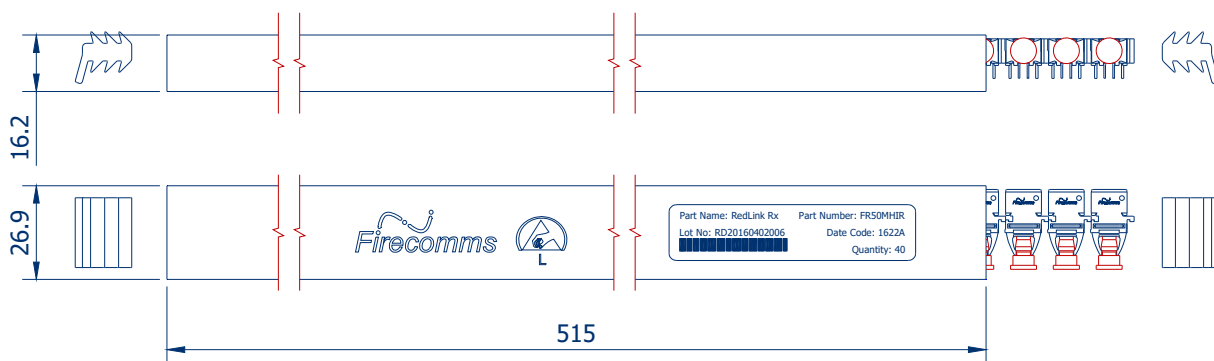 16.2
26.9
Firecomms
L
Part Name: RedLink Rx Part Number: FR50MHIR
Lot No: RD20160402006 Date Code: 1622A
Quantity: 40
515